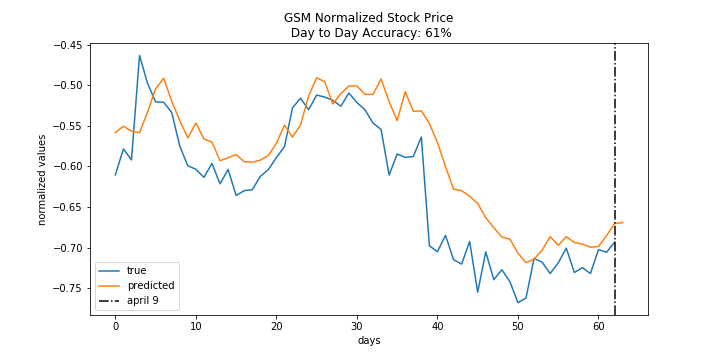 GSM Normalized Stock Price
Day to Day Accuracy: 61%
−0.45
−0.50
−0.55
−0.60
−0.65
−0.70
−0.75
normalized values
true
predicted
april 9
0
10
20
30
40
50
60
days